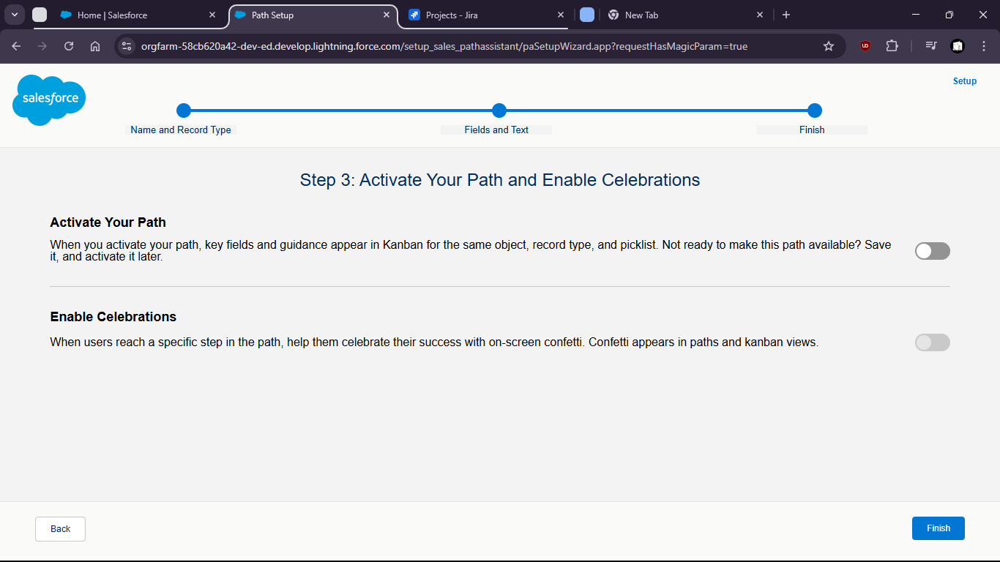 Home | Salesforce
Path Setup
Projects - Jira
New Tab
orgfarm-58cb620a42-dev-ed.develop.lightning.force.com/setup_sales_pathassistant/paSetupWizard.app?requestHasMagicParam=true
salesforce
Setup
Name and Record Type
Fields and Text
Finish
Step 3: Activate Your Path and Enable Celebrations
Activate Your Path
When you activate your path, key fields and guidance appear in Kanban for the same object, record type, and picklist. Not ready to make this path available? Save
it, and activate it later.
Enable Celebrations
When users reach a specific step in the path, help them celebrate their success with on-screen confetti. Confetti appears in paths and kanban views.
Back
Finish